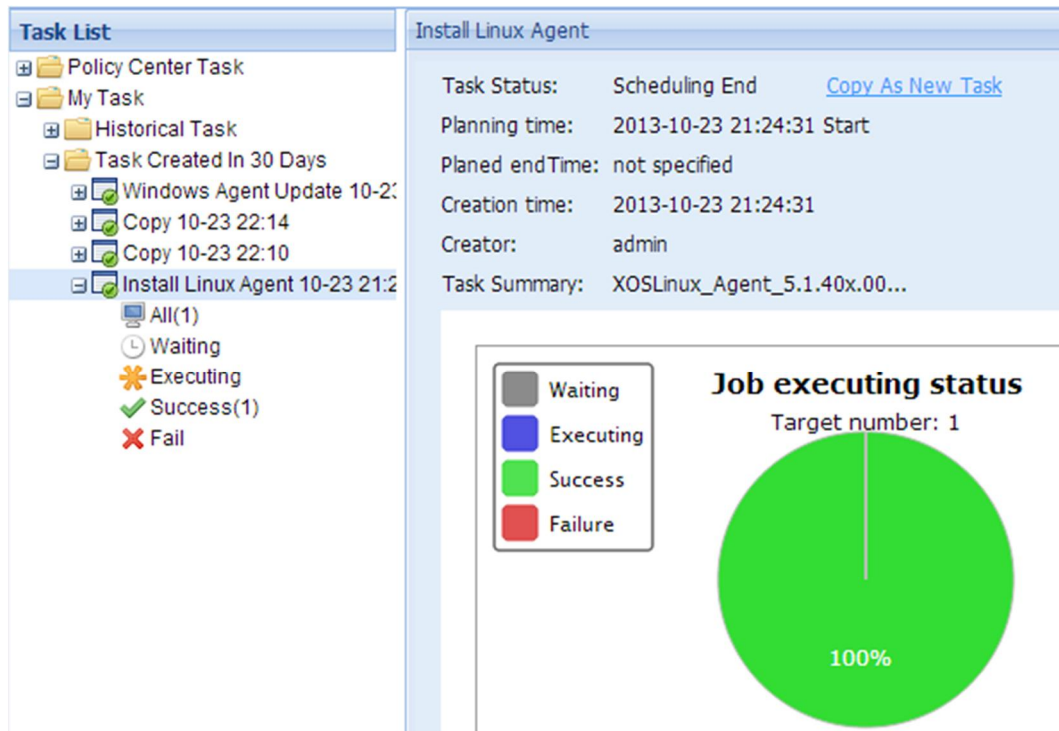 Task List
Policy Center Task
My Task
Historical Task
Task Created In 30 Days
Windows Agent Update 10-23
Copy 10-23 22:14
Copy 10-23 22:10
Install Linux Agent 10-23 21:2
All(1)
Waiting
Executing
Success(1)
Fail
Install Linux Agent
Task Status: Scheduling End Copy As New Task
Planning time: 2013-10-23 21:24:31 Start
Planed endTime: not specified
Creation time: 2013-10-23 21:24:31
Creator: admin
Task Summary: XOSLinux_Agent_5.1.40x.00...
Waiting
Executing
Success
Failure
Job executing status
Target number: 1
100%